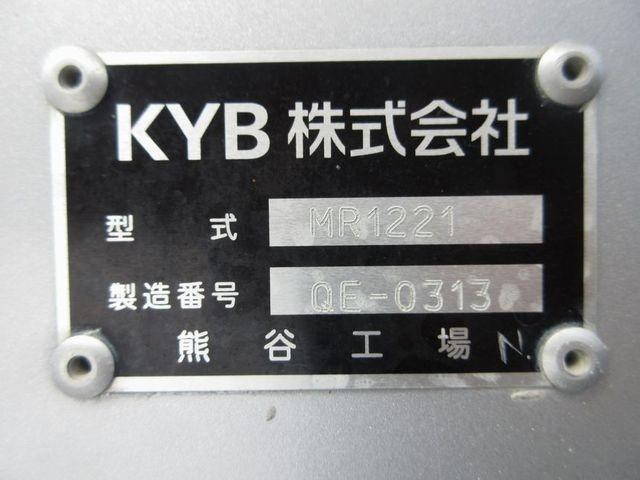 KYB 株式会社
型 式 MR1221
製造番号 QE-0313
熊 谷 工 場 N.